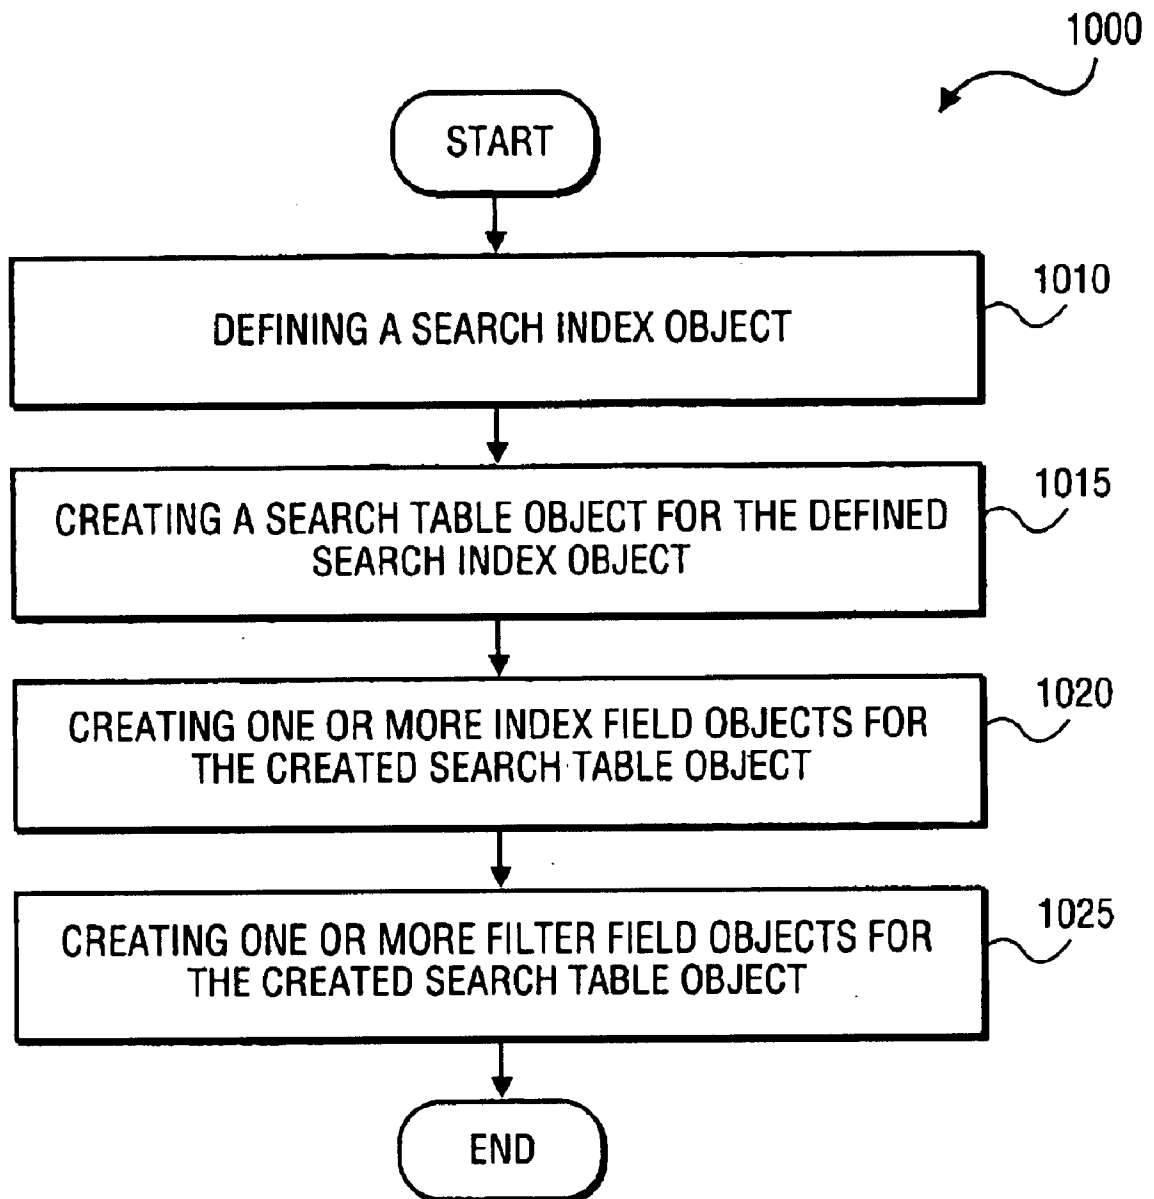 1000
START
DEFINING A SEARCH INDEX OBJECT
1010
CREATING A SEARCH TABLE OBJECT FOR THE DEFINED
SEARCH INDEX OBJECT
1015
CREATING ONE OR MORE INDEX FIELD OBJECTS FOR
THE CREATED SEARCH TABLE OBJECT
1020
CREATING ONE OR MORE FILTER FIELD OBJECTS FOR
THE CREATED SEARCH TABLE OBJECT
1025
END